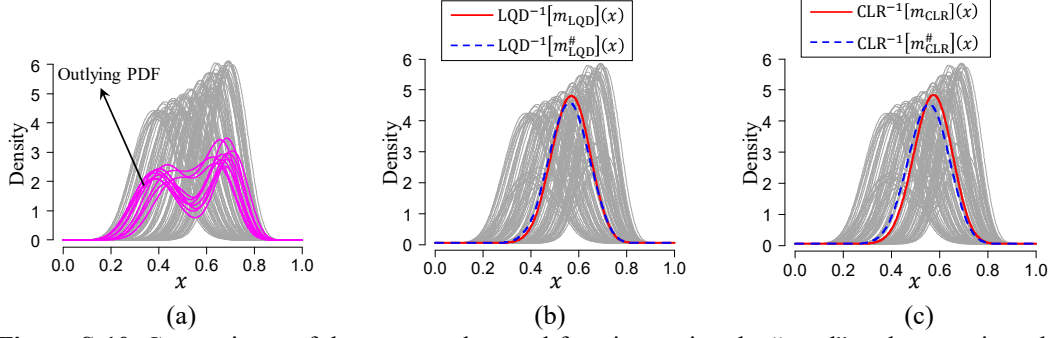 LQD⁻¹[m_LQD](x)
LQD⁻¹[m^#_LQD](x)
CLR⁻¹[m_CLR](x)
CLR⁻¹[m^#_CLR](x)
Outlying PDF
Density
6
5
4
3
2
1
0
0.0 0.2 0.4 0.6 0.8 1.0
x
(a)
Density
6
5
4
3
2
1
0
0.0 0.2 0.4 0.6 0.8 1.0
x
(b)
Density
6
5
4
3
2
1
0
0.0 0.2 0.4 0.6 0.8 1.0
x
(c)